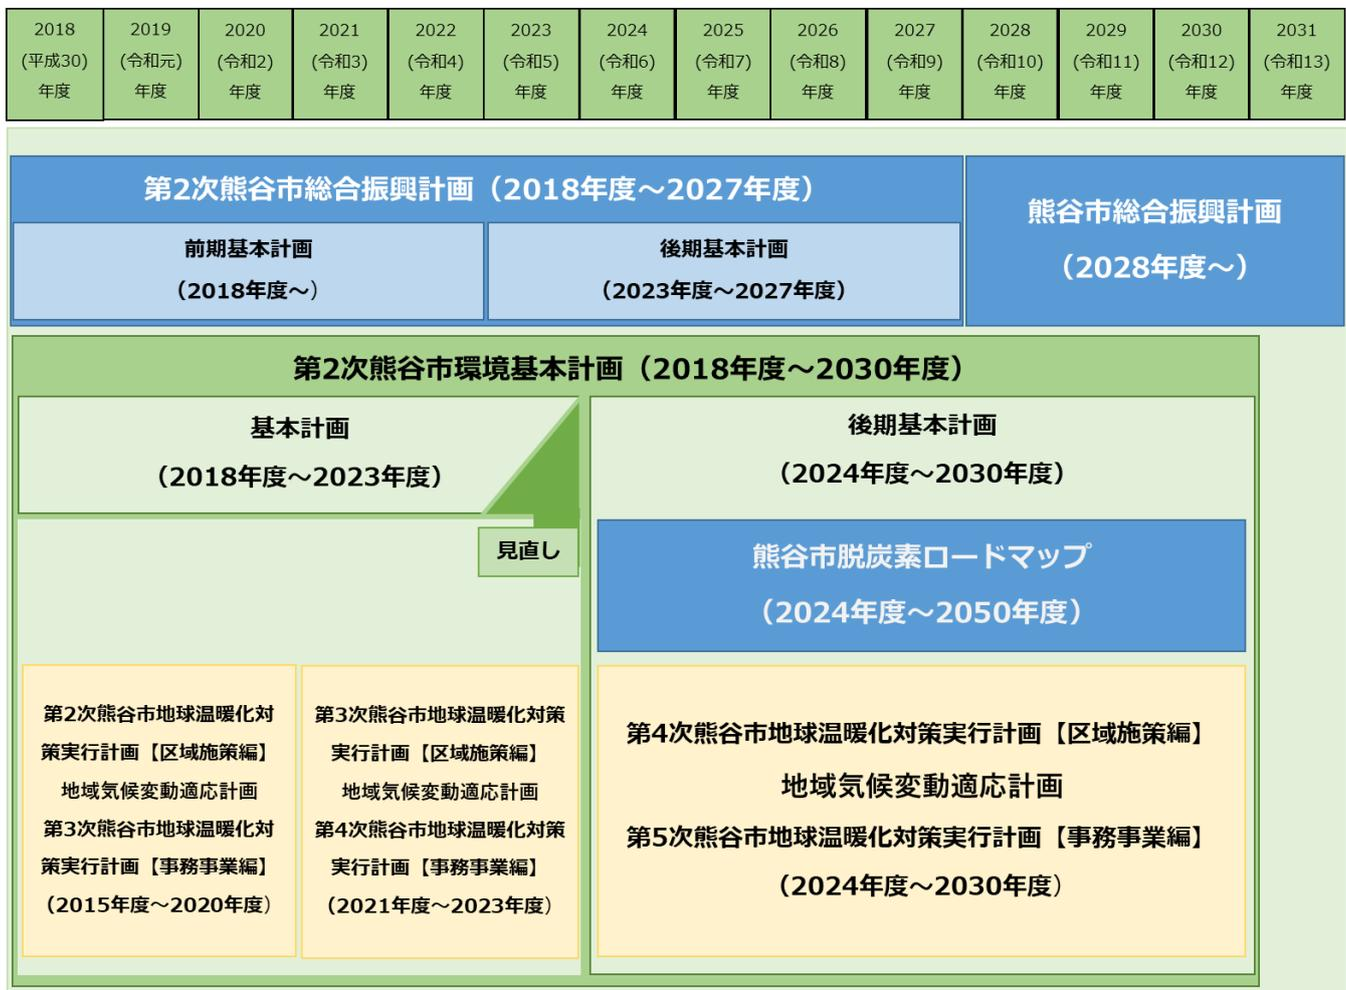 2018
(平成30)
年度
2019
(令和元)
年度
2020
(令和2)
年度
2021
(令和3)
年度
2022
(令和4)
年度
2023
(令和5)
年度
2024
(令和6)
年度
2025
(令和7)
年度
2026
(令和8)
年度
2027
(令和9)
年度
2028
(令和10)
年度
2029
(令和11)
年度
2030
(令和12)
年度
2031
(令和13)
年度
第2次熊谷市総合振興計画（2018年度～2027年度）
前期基本計画
（2018年度～）
後期基本計画
（2023年度～2027年度）
熊谷市総合振興計画
（2028年度～）
第2次熊谷市環境基本計画（2018年度～2030年度）
基本計画
（2018年度～2023年度）
見直し
後期基本計画
（2024年度～2030年度）
熊谷市脱炭素ロードマップ
（2024年度～2050年度）
第2次熊谷市地球温暖化対
策実行計画【区域施策編】
地域気候変動適応計画
第3次熊谷市地球温暖化対
策実行計画【事務事業編】
（2015年度～2020年度）
第3次熊谷市地球温暖化対策
実行計画【区域施策編】
地域気候変動適応計画
第4次熊谷市地球温暖化対策
実行計画【事務事業編】
（2021年度～2023年度）
第4次熊谷市地球温暖化対策実行計画【区域施策編】
地域気候変動適応計画
第5次熊谷市地球温暖化対策実行計画【事務事業編】
（2024年度～2030年度）